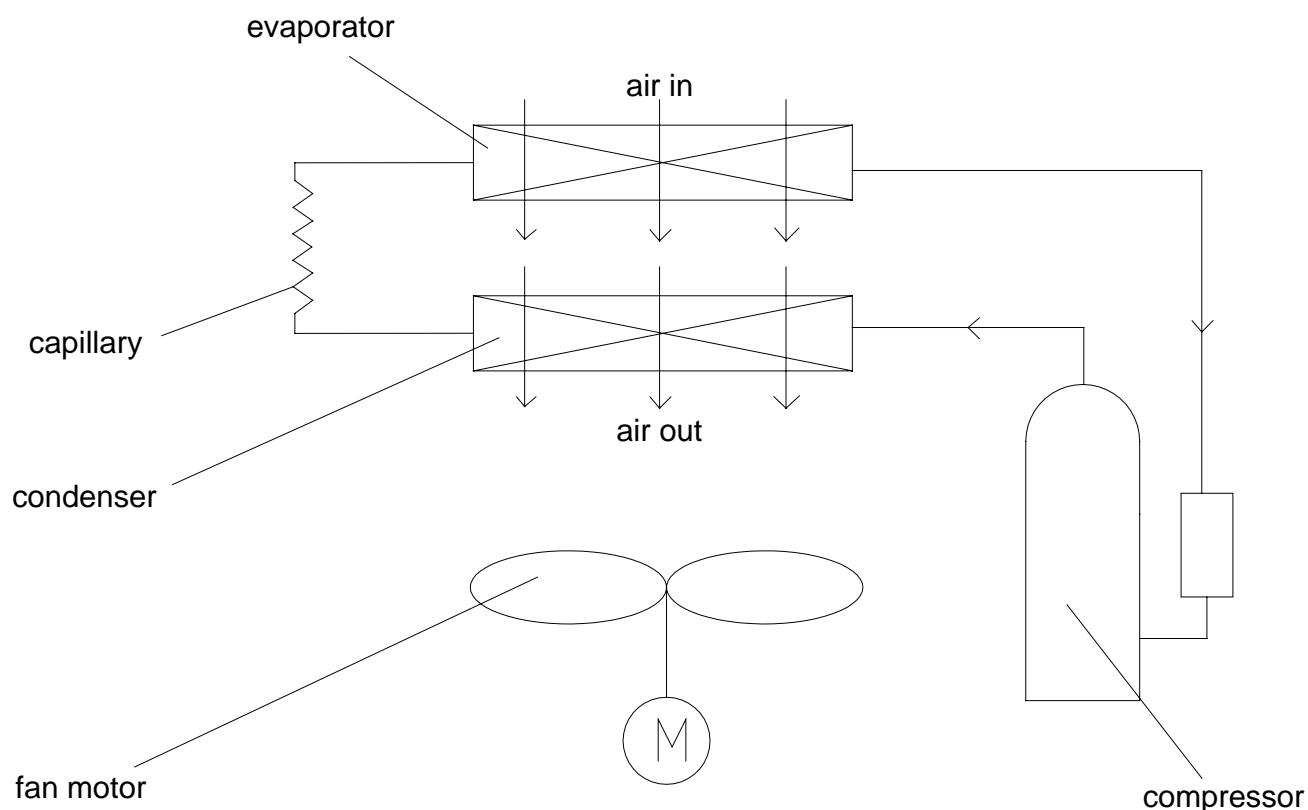 evaporator
air in
capillary
air out
condenser
M
fan motor
compressor